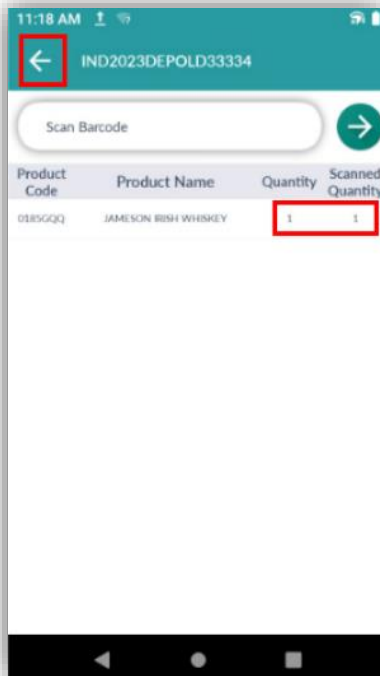 11:18 AM
IND2023DEPOLD33334
Scan Barcode
Product Code Product Name Quantity Scanned Quantity
0185GQQ JAMESON IRISH WHISKEY 1 1